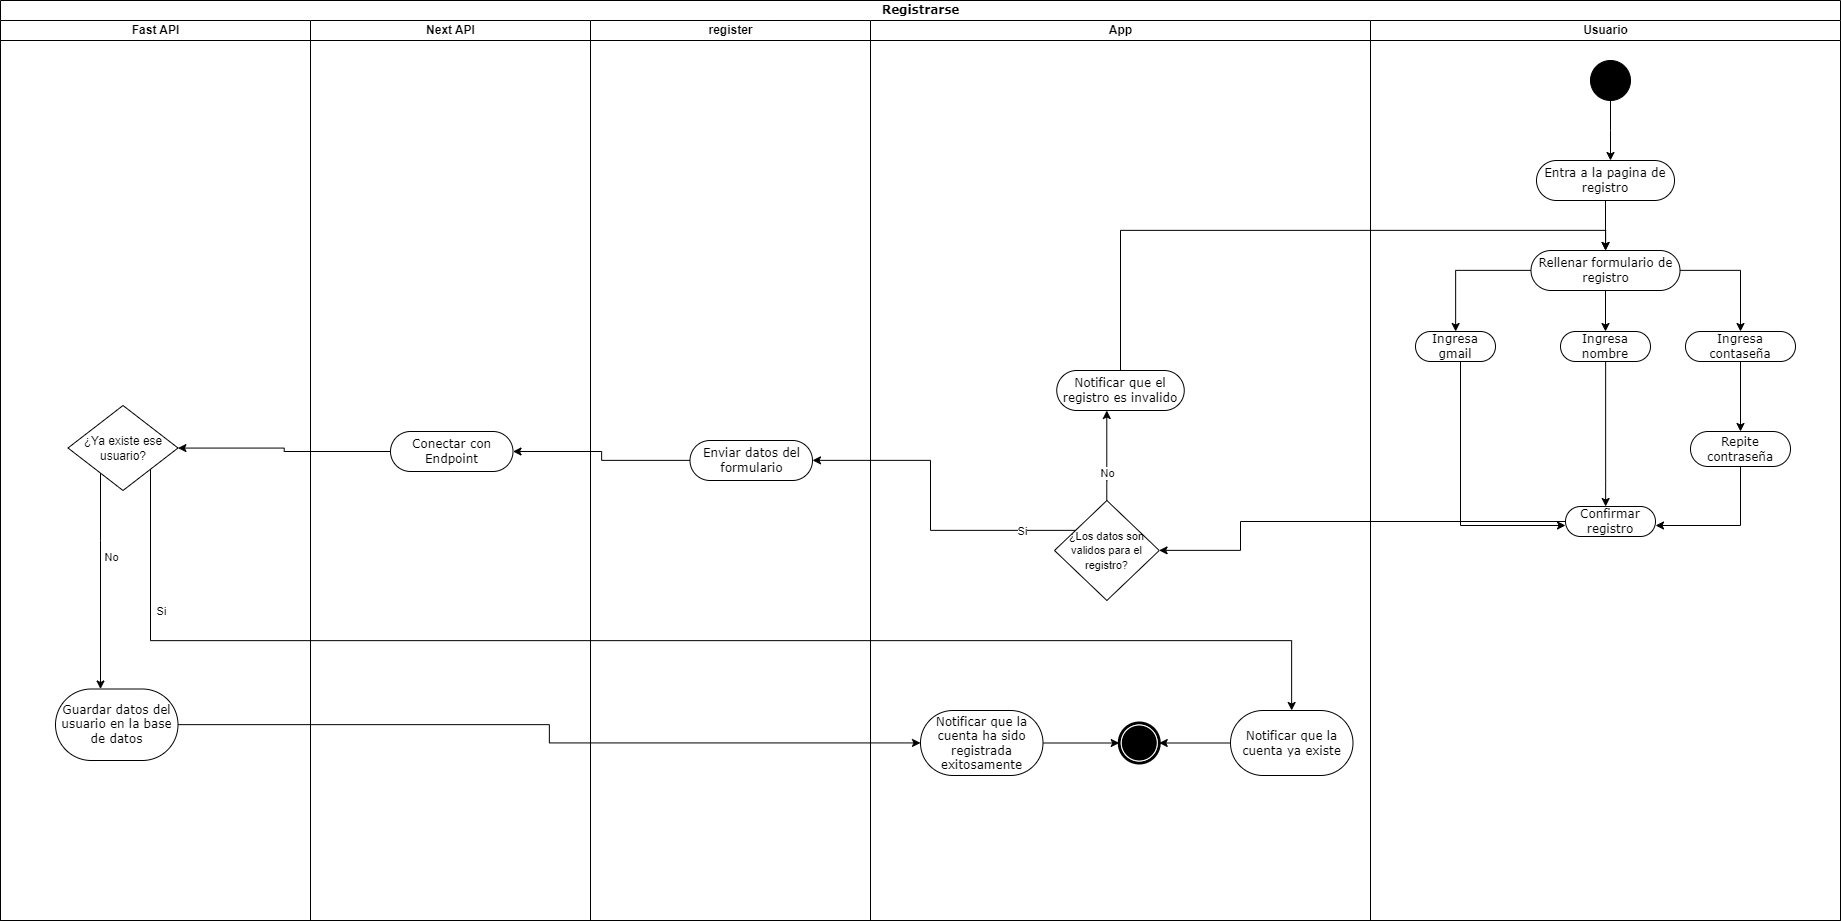 Registrarse
Fast API
Next API
register
App
Usuario
Entra a la pagina de
registro
Rellenar formulario de
registro
Ingresa
gmail
Ingresa
nombre
Ingresa
contaseña
Repite
contraseña
Confirmar
registro
Notificar que el
registro es invalido
No
¿Los datos son
validos para el
registro?
Si
Enviar datos del
formulario
Conectar con
Endpoint
¿Ya existe ese
usuario?
No
Si
Guardar datos del
usuario en la base
de datos
Notificar que la
cuenta ha sido
registrada
exitosamente
Notificar que la
cuenta ya existe